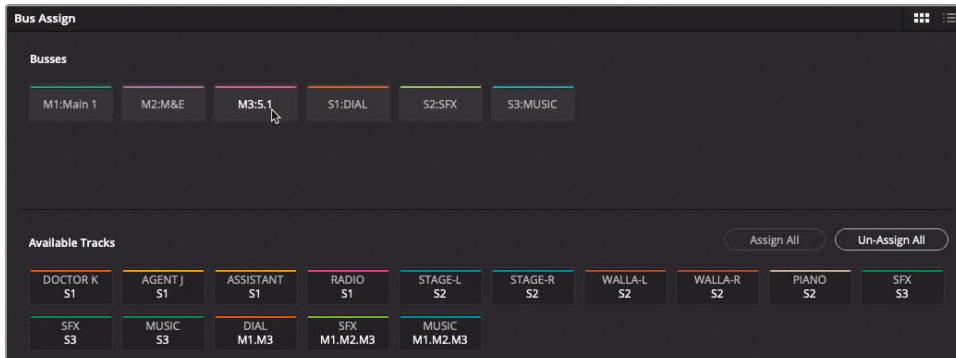 Bus Assign
Busses
M1:Main 1 M2:M&E M3:5.1 S1:DIAL S2:SFX S3:MUSIC
Available Tracks Assign All Un-Assign All
DOCTOR K AGENT J ASSISTANT RADIO STAGE-L STAGE-R WALLA-L WALLA-R PIANO SFX
S1 S1 S1 S1 S2 S2 S2 S2 S2 S3
SFX MUSIC DIAL SFX MUSIC
S3 S3 M1.M3 M1.M2.M3 M1.M2.M3